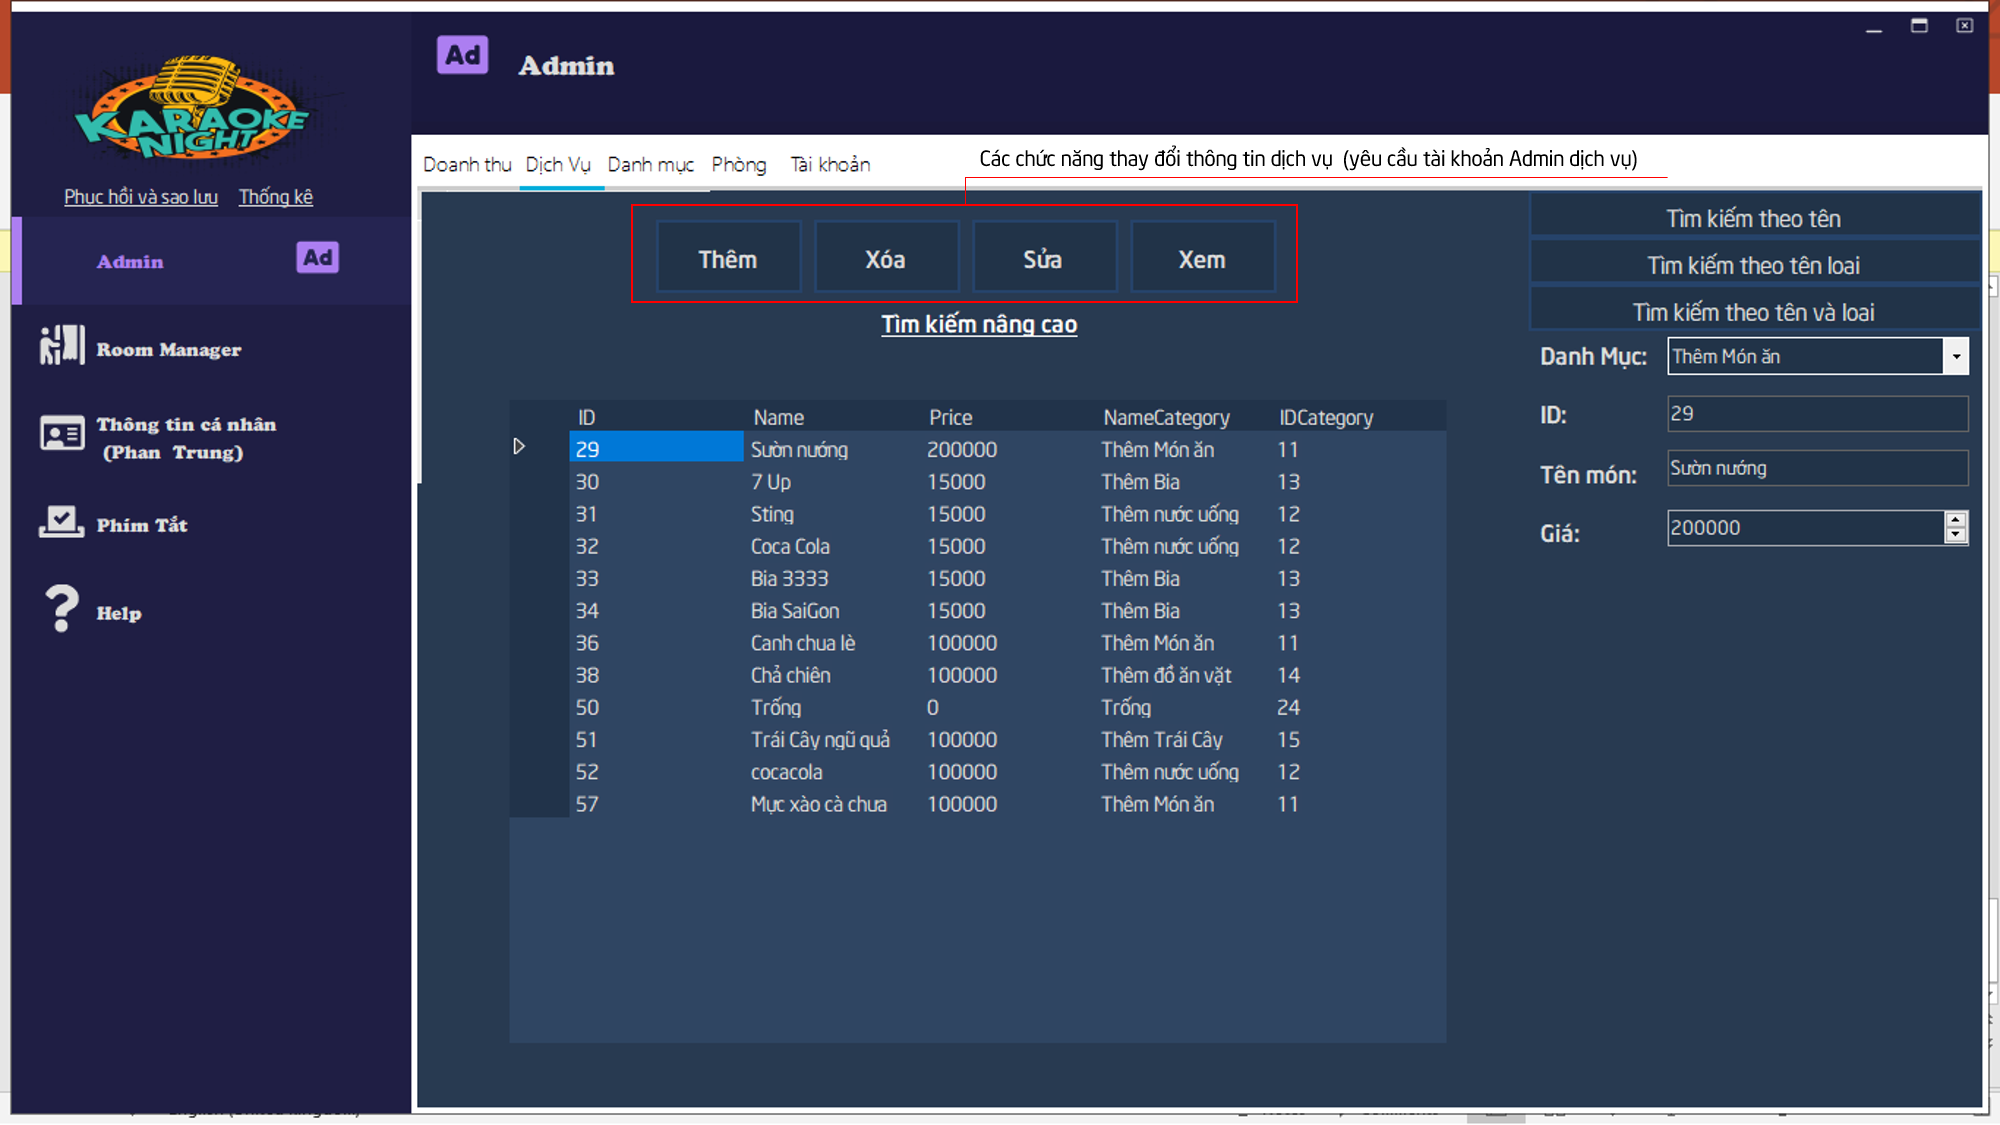 KARAOKE
NIGHT
Phục hồi và sao lưu Thống kê
Admin Ad
Room Manager
Thông tin cá nhân
(Phan Trung)
Phím Tắt
Help
Ad Admin
Doanh thu Dịch Vụ Danh mục Phòng Tài khoản
Các chức năng thay đổi thông tin dịch vụ (yêu cầu tài khoản Admin dịch vụ)
Thêm Xóa Sửa Xem
Tìm kiếm nâng cao
ID Name Price NameCategory IDCategory
29 Sườn nướng 200000 Thêm Món ăn 11
30 7 Up 15000 Thêm Bia 13
31 Sting 15000 Thêm nước uống 12
32 Coca Cola 15000 Thêm nước uống 12
33 Bia 3333 15000 Thêm Bia 13
34 Bia SaiGon 15000 Thêm Bia 13
36 Canh chua lè 100000 Thêm Món ăn 11
38 Chả chiên 100000 Thêm đồ ăn vặt 14
50 Trống 0 Trống 24
51 Trái Cây ngũ quả 100000 Thêm Trái Cây 15
52 cocacola 100000 Thêm nước uống 12
57 Mực xào cà chưa 100000 Thêm Món ăn 11
Tìm kiếm theo tên
Tìm kiếm theo tên loai
Tìm kiếm theo tên và loai
Danh Mục: Thêm Món ăn
ID: 29
Tên món: Sườn nướng
Giá: 200000